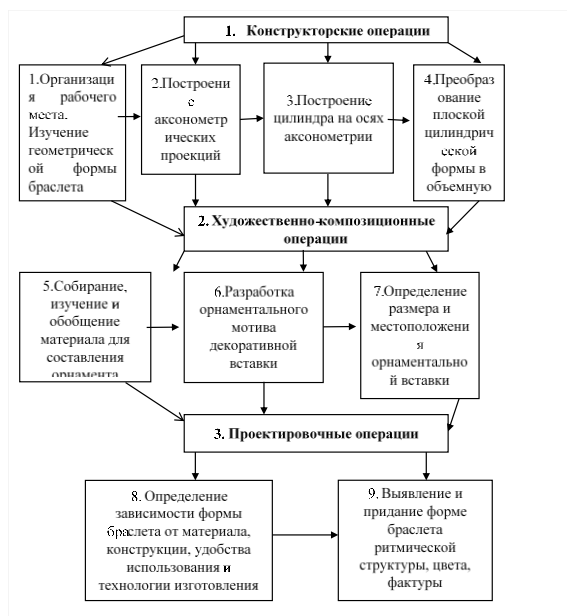 1. Конструкторские операции
1.Организаци
я рабочего
места.
Изучение
геометрическ
ой формы
браслета
2.Построени
е
аксонометр
ических
проекций
3.Построение
цилиндра на осях
аксонометрии
4.Преобраз
ование
плоской
цилиндрич
еской
формы в
объемную
2. Художественно-композиционные
операции
5.Собирание,
изучение и
обобщение
материала для
составления
орнамента
6.Разработка
орнаментального
мотива
декоративной
вставки
7.Определение
размера и
местоположени
я
орнаментально
й вставки
3. Проектировочные операции
8. Определение
зависимости формы
браслета от материала,
конструкции, удобства
использования и
технологии изготовления
9. Выявление и
придание форме
браслета
ритмической
структуры, цвета,
фактуры